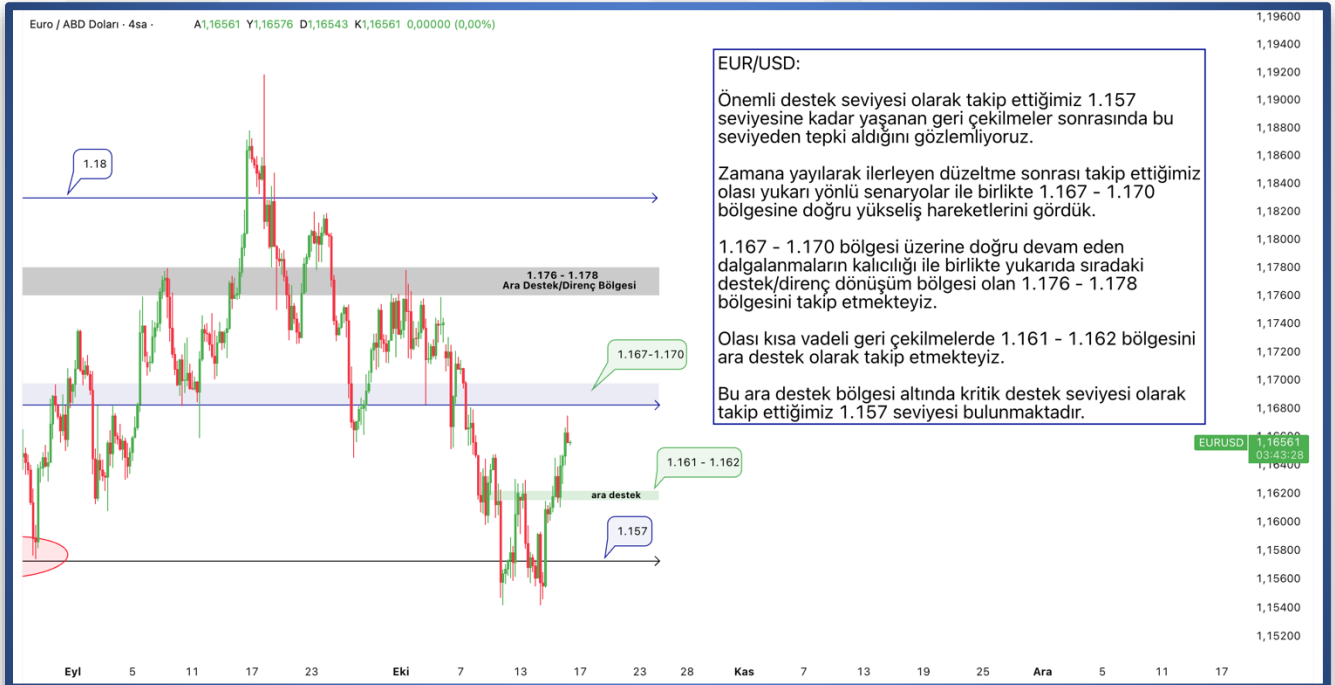 Euro / ABD Doları · 4sa · A1,16561 Y1,16576 D1,16543 K1,16561 0,00000 (0,00%)
EUR/USD:
Önemli destek seviyesi olarak takip ettiğimiz 1.157
seviyesine kadar yaşanan geri çekilmeler sonrasında bu
seviyeden tepki aldığını gözlemliyoruz.
Zamana yayılarak ilerleyen düzeltme sonrası takip ettiğimiz
olası yukarı yönlü senaryolar ile birlikte 1.167 - 1.170
bölgesine doğru yükseliş hareketlerini gördük.
1.167 - 1.170 bölgesi üzerine doğru devam eden
dalgalanmaların kalıcılığı ile birlikte yukarıda sıradaki
destek/direnç dönüşüm bölgesi olan 1.176 - 1.178
bölgesini takip etmekteyiz.
Olası kısa vadeli geri çekilmelerde 1.161 - 1.162 bölgesini
ara destek olarak takip etmekteyiz.
Bu ara destek bölgesi altında kritik destek seviyesi olarak
takip ettiğimiz 1.157 seviyesi bulunmaktadır.
1.18
1.176 - 1.178
Ara Destek/Direnç Bölgesi
1.167-1.170
1.161 - 1.162
ara destek
1.157
1,19600
1,19400
1,19200
1,19000
1,18800
1,18600
1,18400
1,18200
1,18000
1,17800
1,17600
1,17400
1,17200
1,17000
1,16800
EURUSD 1,16561
03:43:28
1,16400
1,16200
1,16000
1,15800
1,15600
1,15400
1,15200
Eyl 5 11 17 23 Eki 7 13 17 23 28 Kas 7 13 19 25 Ara 5 11 17